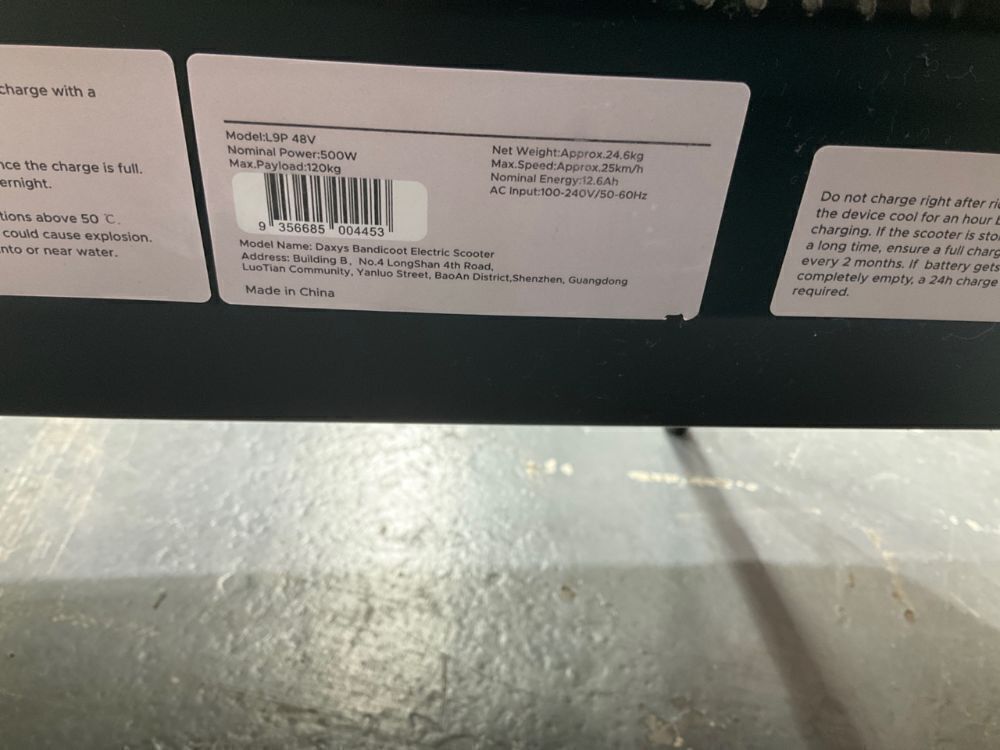 charge with a
nce the charge is full.
ernight.
tions above 50 ℃.
could cause explosion.
nto or near water.
Model:L9P 48V
Nominal Power:500W
Max.Payload:120kg
Net Weight:Approx.24.6kg
Max.Speed:Approx.25km/h
Nominal Energy:12.6Ah
AC Input:100-240V/50-60Hz
9 356685 004453
Model Name: Daxys Bandicoot Electric Scooter
Address: Building B, No.4 LongShan 4th Road,
LuoTian Community, Yanluo Street, BaoAn District,Shenzhen, Guangdong
Made in China
Do not charge right after ri
the device cool for an hour
charging. If the scooter is sto
a long time, ensure a full charg
every 2 months. If battery gets
completely empty, a 24h charge
required.